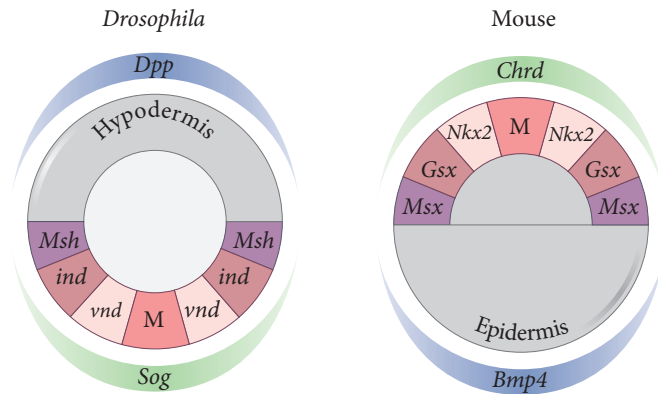 Drosophila
Dpp
Hypodermis
Msh
Msh
ind
ind
vnd
M
vnd
Sog
Mouse
Chrd
Nkx2
M
Nkx2
Gsx
Gsx
Msx
Msx
Epidermis
Bmp4